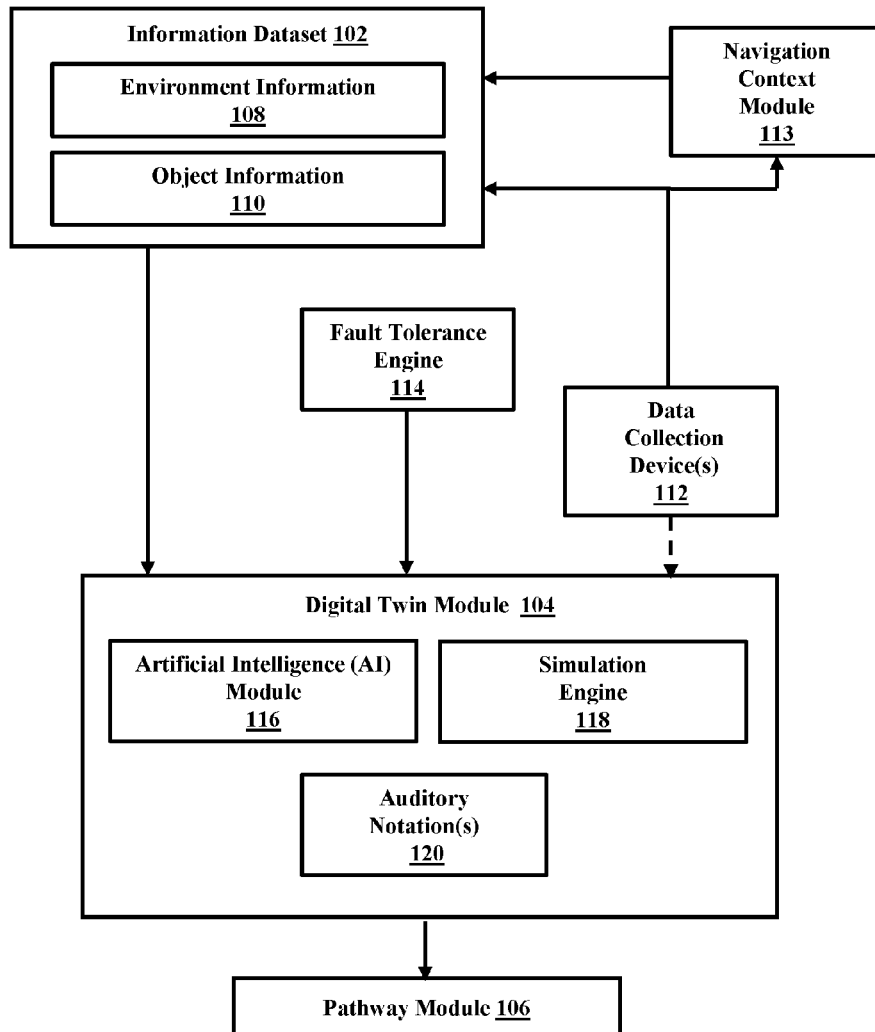 Information Dataset 102
Environment Information
108
Object Information
110
Navigation
Context
Module
113
Fault Tolerance
Engine
114
Data
Collection
Device(s)
112
Digital Twin Module 104
Artificial Intelligence (AI)
Module
116
Simulation
Engine
118
Auditory
Notation(s)
120
Pathway Module 106